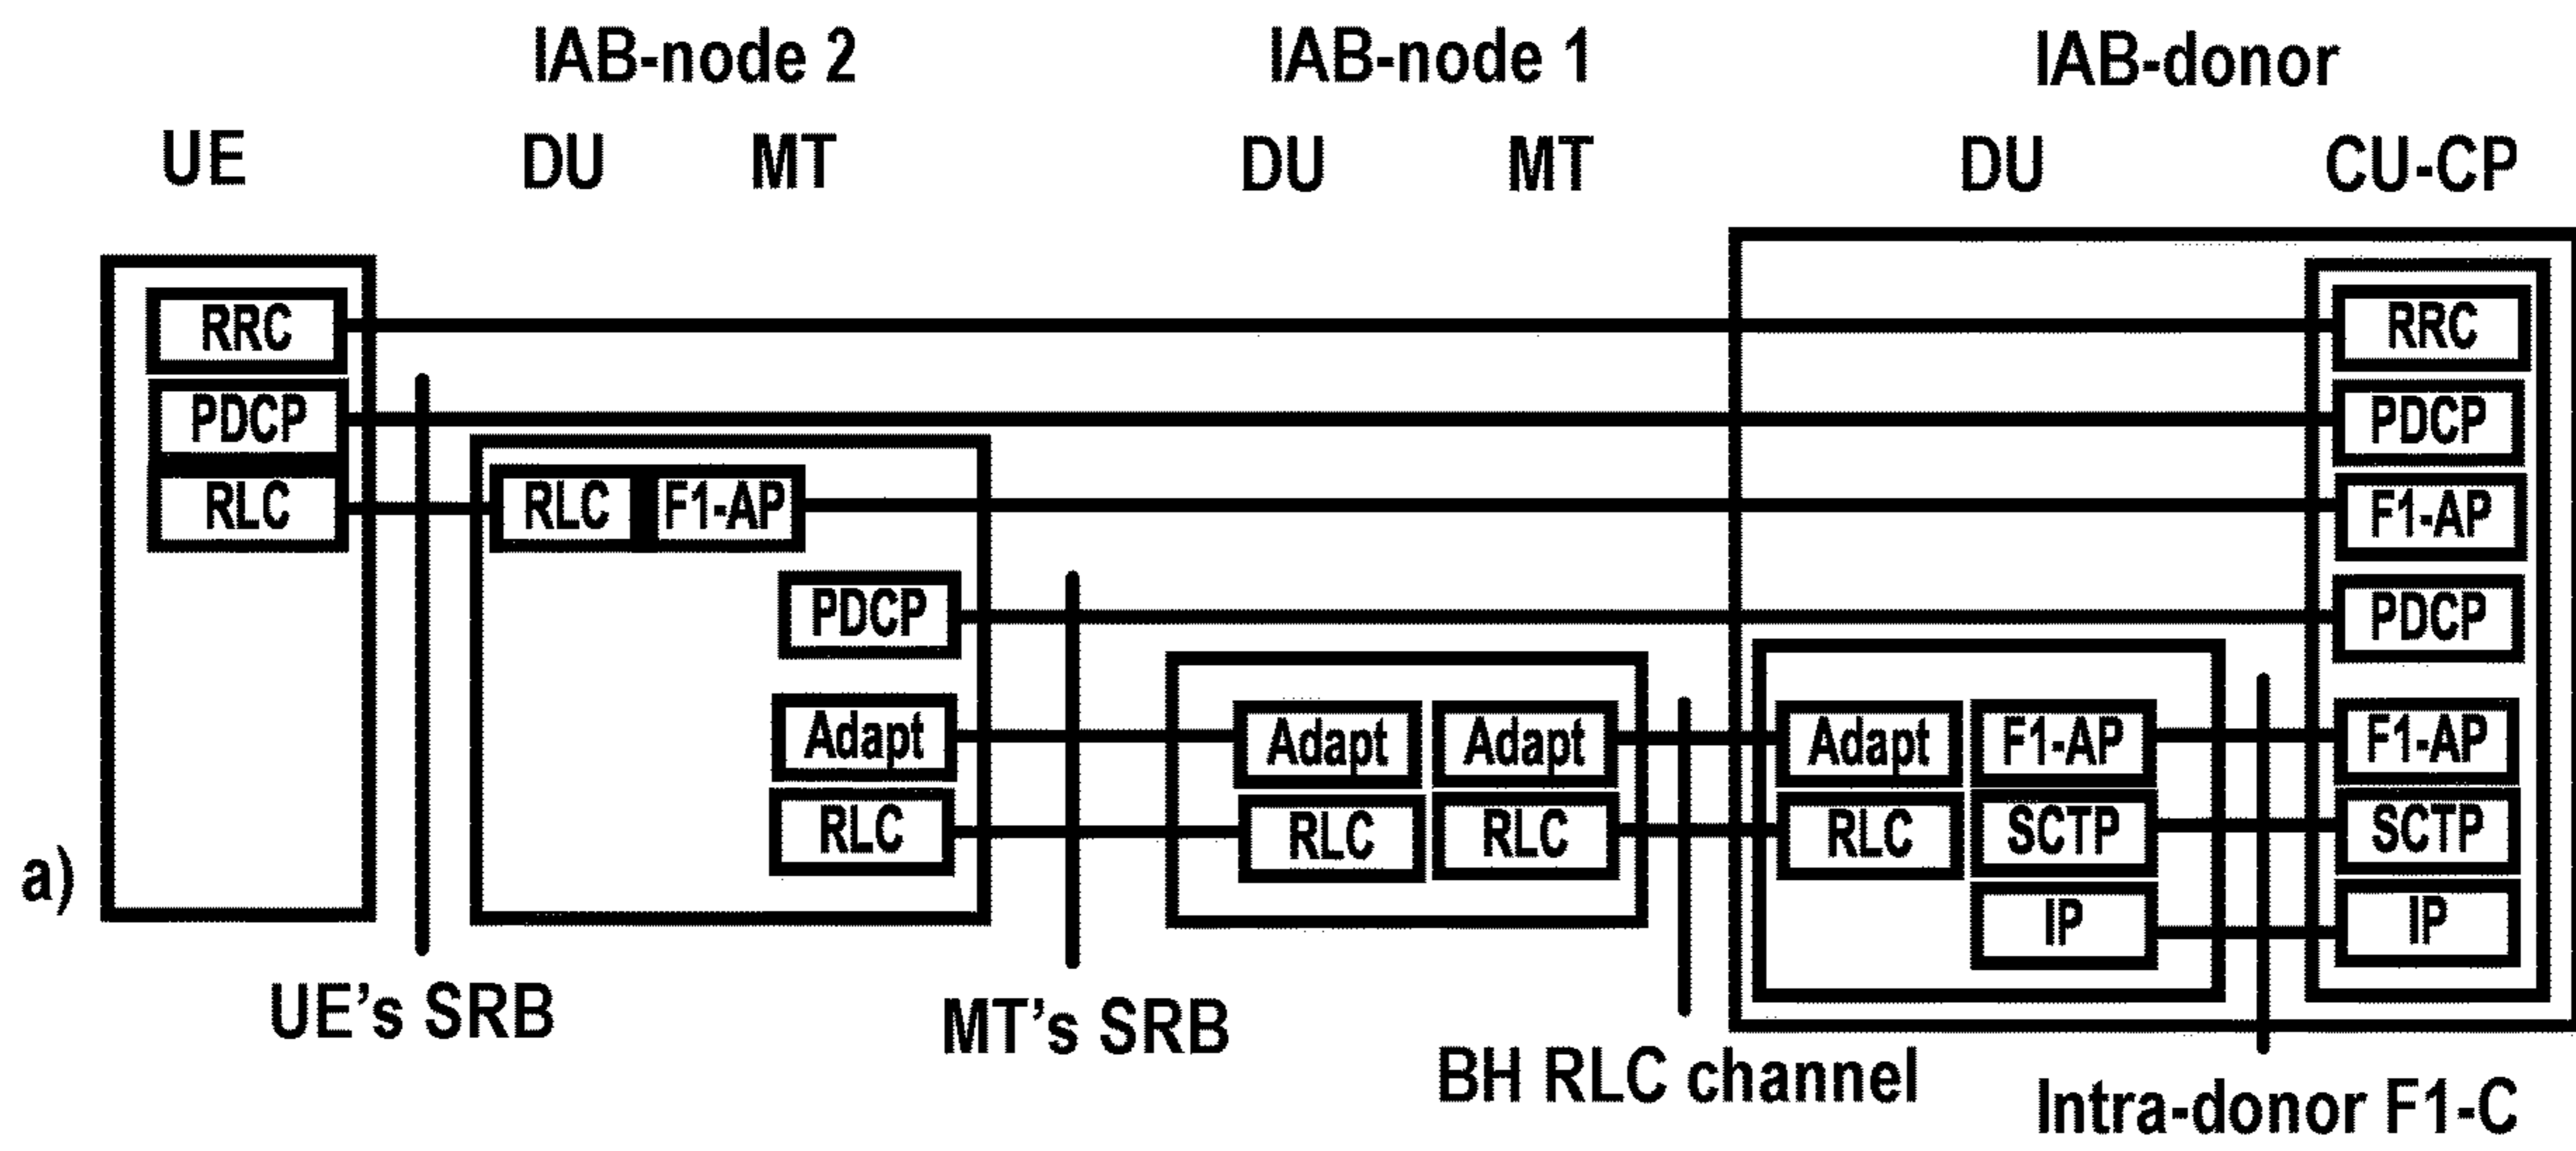 IAB-node 2 IAB-node 1 IAB-donor
UE DU MT DU MT DU CU-CP
RRC RRC
PDCP PDCP
RLC RLC F1-AP F1-AP
PDCP PDCP
Adapt Adapt Adapt Adapt F1-AP F1-AP
RLC RLC RLC RLC SCTP SCTP
a) IP IP
UE's SRB MT's SRB
BH RLC channel Intra-donor F1-C